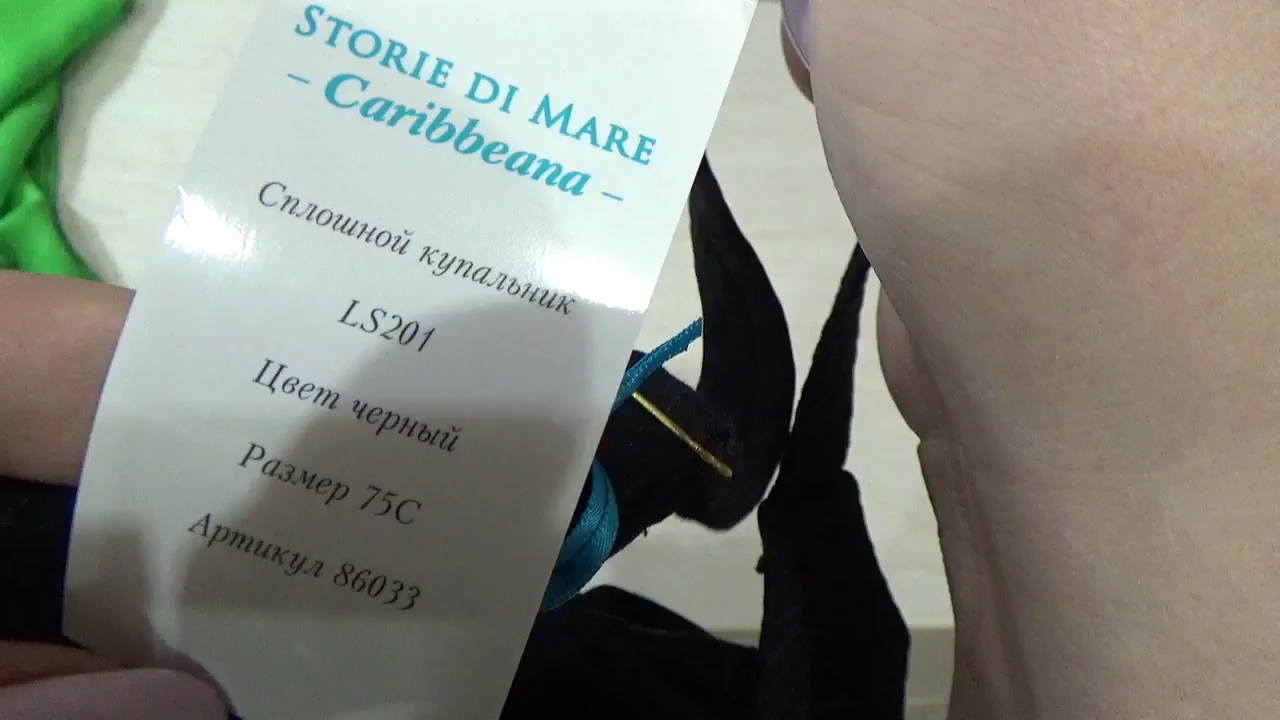 STORIE DI MARE
– Caribbeana –
Сплошной купальник
LS201
Цвет черный
Размер 75C
Артикул 86033